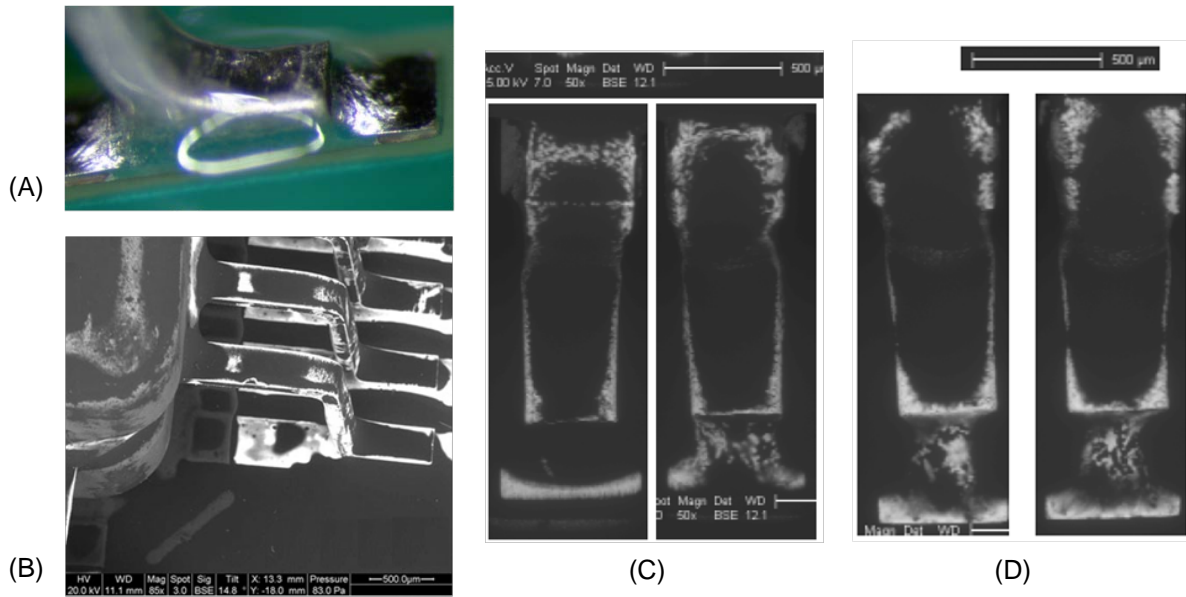 (A)
(B)
HV WD Mag Spot Sig Tilt X: 13.3 mm Pressure 500.0µm
20.0 kV 11.1 mm 85x 3.0 BSE 14.8 ° Y: -18.0 mm 83.0 Pa
Acc.V Spot Magn Det WD 500 µm
5.00 kV 7.0 50x BSE 12.1
Magn Det WD
50x BSE 12.1
(C)
500 µm
Magn Det WD
(D)